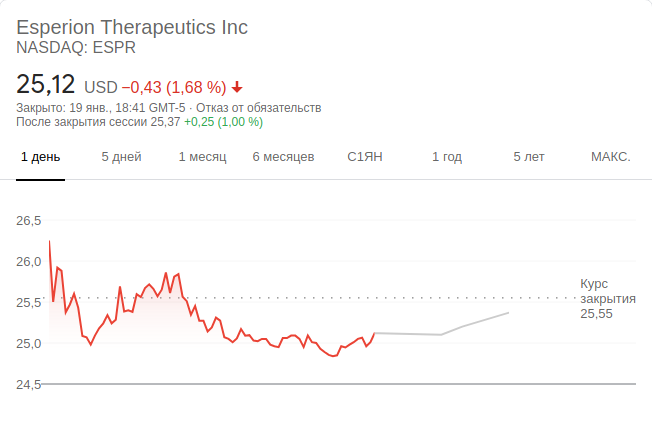 Esperion Therapeutics Inc
NASDAQ: ESPR
25,12 USD −0,43 (1,68 %)
Закрыто: 19 янв., 18:41 GMT-5 · Отказ от обязательств
После закрытия сессии 25,37 +0,25 (1,00 %)
1 день 5 дней 1 месяц 6 месяцев С1ЯН 1 год 5 лет МАКС.
26,5
26,0
Курс
закрытия
25,55
25,5
25,0
24,5